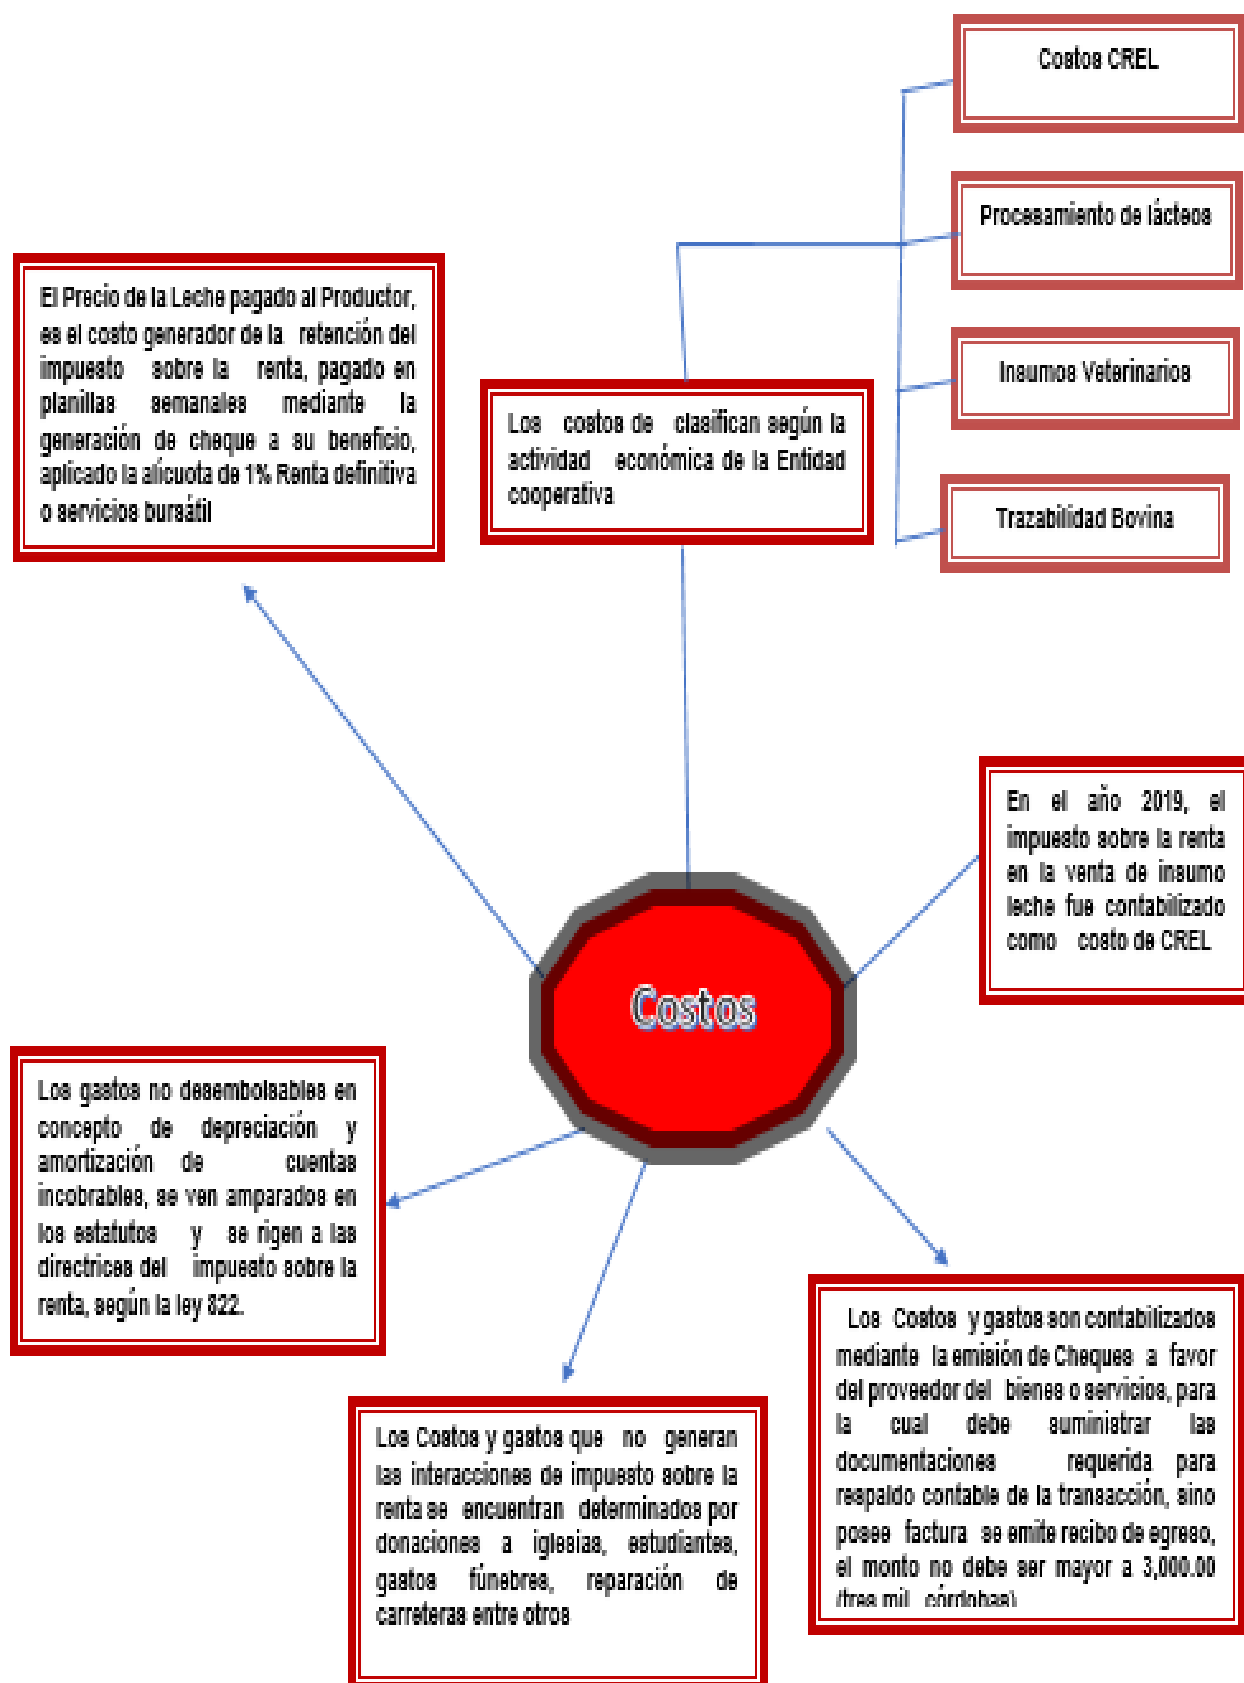 Costos CREL
Procesamiento de lácteos
Insumos Veterinarios
Trazabilidad Bovina
El Precio de la Leche pagado al Productor,
es el costo generador de la retención del
impuesto sobre la renta, pagado en
planillas semanales mediante la
generación de cheque a su beneficio,
aplicado la alícuota de 1% Renta definitiva
o servicios bursátil
Los costos de clasifican según la
actividad económica de la Entidad
cooperativa
En el año 2019, el
impuesto sobre la renta
en la venta de insumo
leche fue contabilizado
como costo de CREL
Costos
Los gastos no desembolsables en
concepto de depreciación y
amortización de cuentas
incobrables, se ven amparados en
los estatutos y se rigen a las
directrices del impuesto sobre la
renta, según la ley 822.
Los Costos y gastos que no generan
las interacciones de impuesto sobre la
renta se encuentran determinados por
donaciones a iglesias, estudiantes,
gastos fúnebres, reparación de
carreteras entre otros
Los Costos y gastos son contabilizados
mediante la emisión de Cheques a favor
del proveedor del bienes o servicios, para
la cual debe suministrar las
documentaciones requerida para
respaldo contable de la transacción, sino
posee factura se emite recibo de egreso,
el monto no debe ser mayor a 3,000.00
(tres mil córdobas)